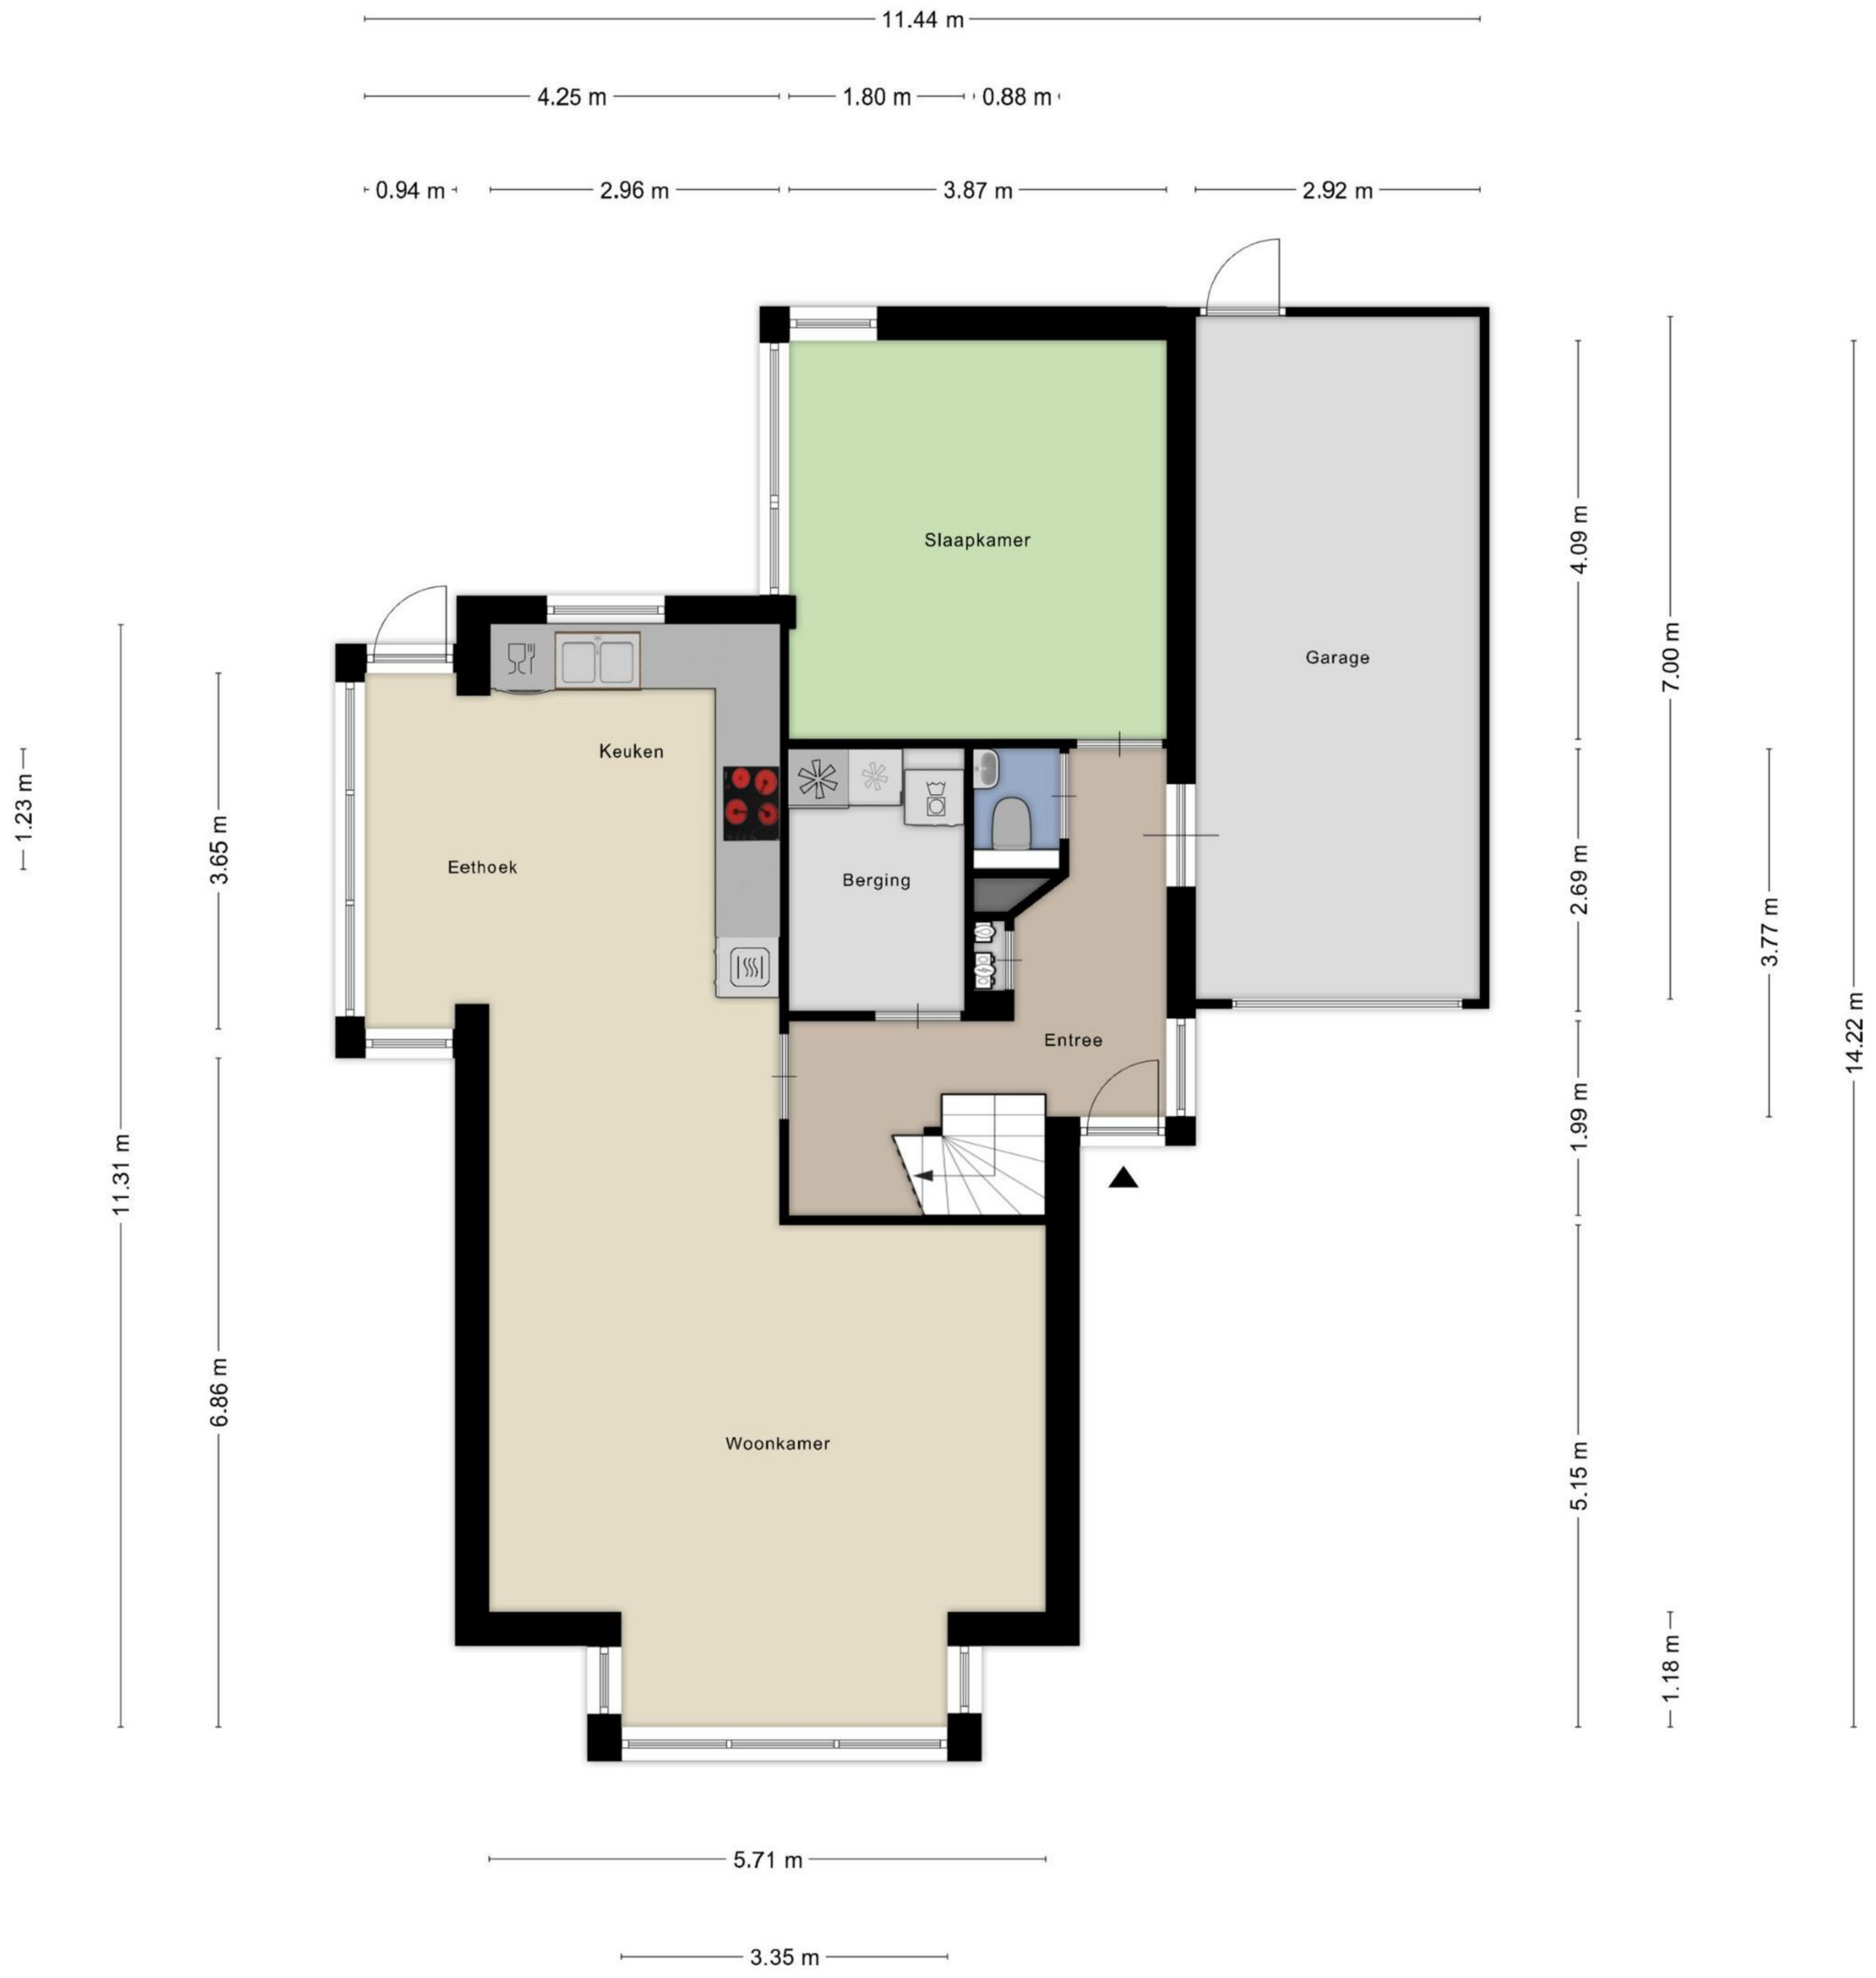 11.44 m
4.25 m
1.80 m
0.88 m
0.94 m
2.96 m
3.87 m
2.92 m
Slaapkamer
4.09 m
Garage
7.00 m
Keuken
1.23 m
3.65 m
Eethoek
Berging
2.69 m
3.77 m
Entree
14.22 m
1.99 m
11.31 m
6.86 m
Woonkamer
5.15 m
1.18 m
5.71 m
3.35 m